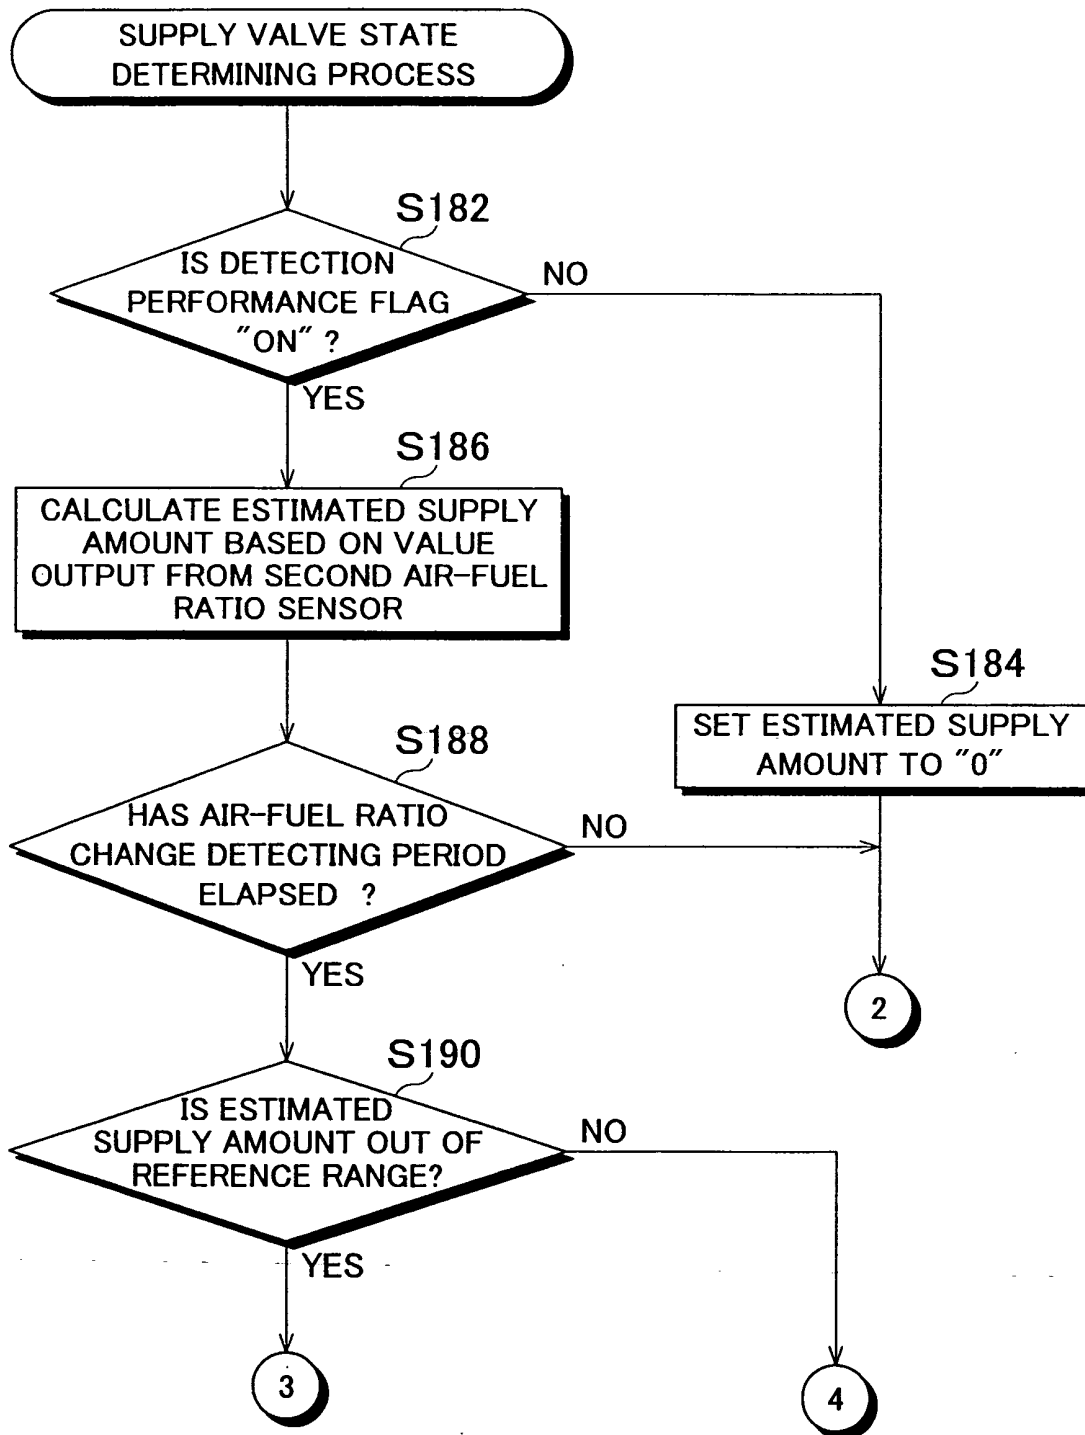 SUPPLY VALVE STATE
DETERMINING PROCESS
S182
IS DETECTION
PERFORMANCE FLAG
"ON" ?
NO
YES
S186
CALCULATE ESTIMATED SUPPLY
AMOUNT BASED ON VALUE
OUTPUT FROM SECOND AIR-FUEL
RATIO SENSOR
S184
SET ESTIMATED SUPPLY
AMOUNT TO "0"
S188
HAS AIR-FUEL RATIO
CHANGE DETECTING PERIOD
ELAPSED ?
NO
YES
2
S190
IS ESTIMATED
SUPPLY AMOUNT OUT OF
REFERENCE RANGE?
NO
YES
3
4